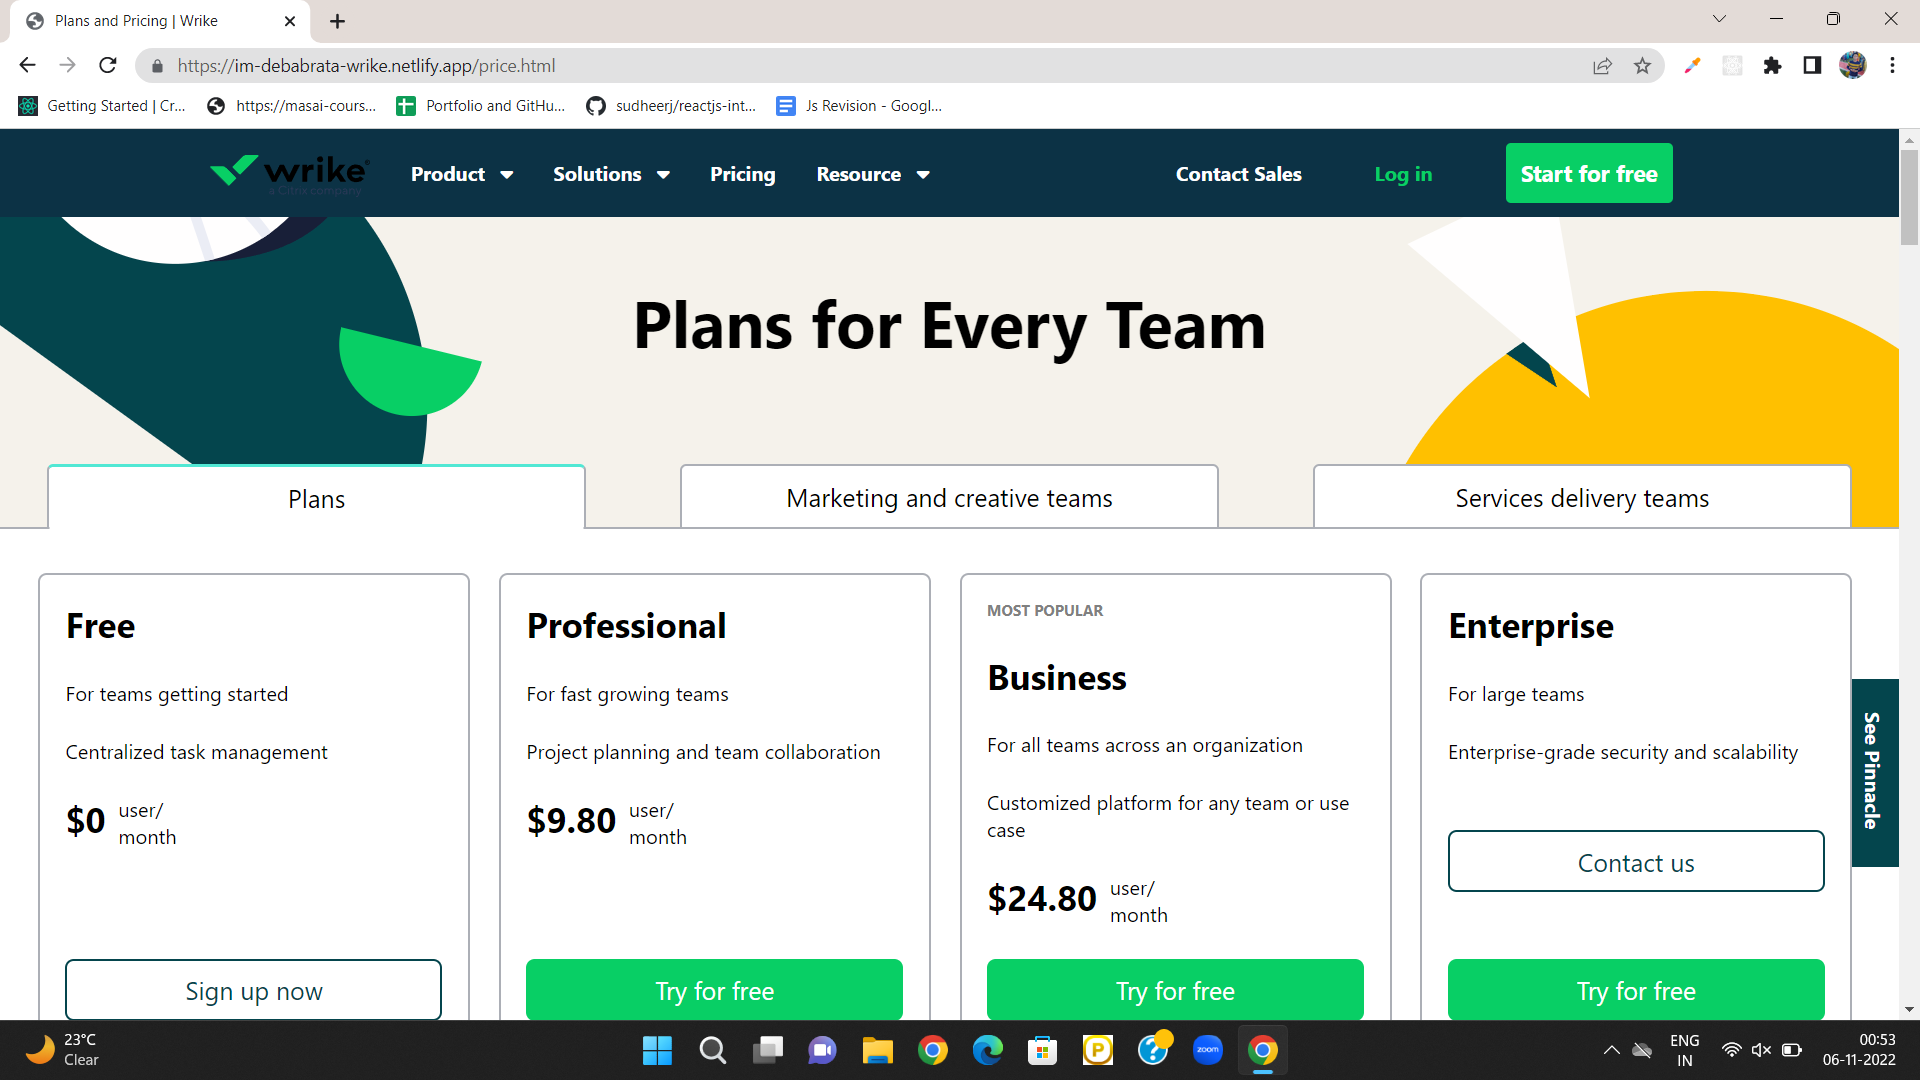 Plans and Pricing | Wrike
https://im-debabrata-wrike.netlify.app/price.html
Getting Started | Cr...
https://masai-cours...
Portfolio and GitHu...
sudheerj/reactjs-int...
Js Revision - Googl...
wrike
a Citrix company
Product
Solutions
Pricing
Resource
Contact Sales
Log in
Start for free
Plans for Every Team
Plans
Marketing and creative teams
Services delivery teams
Free
For teams getting started
Centralized task management
$0 user/
month
Sign up now
Professional
For fast growing teams
Project planning and team collaboration
$9.80 user/
month
Try for free
MOST POPULAR
Business
For all teams across an organization
Customized platform for any team or use
case
$24.80 user/
month
Try for free
Enterprise
For large teams
Enterprise-grade security and scalability
Contact us
Try for free
See Pinnacle
23°C
Clear
zoom
ENG
IN
00:53
06-11-2022